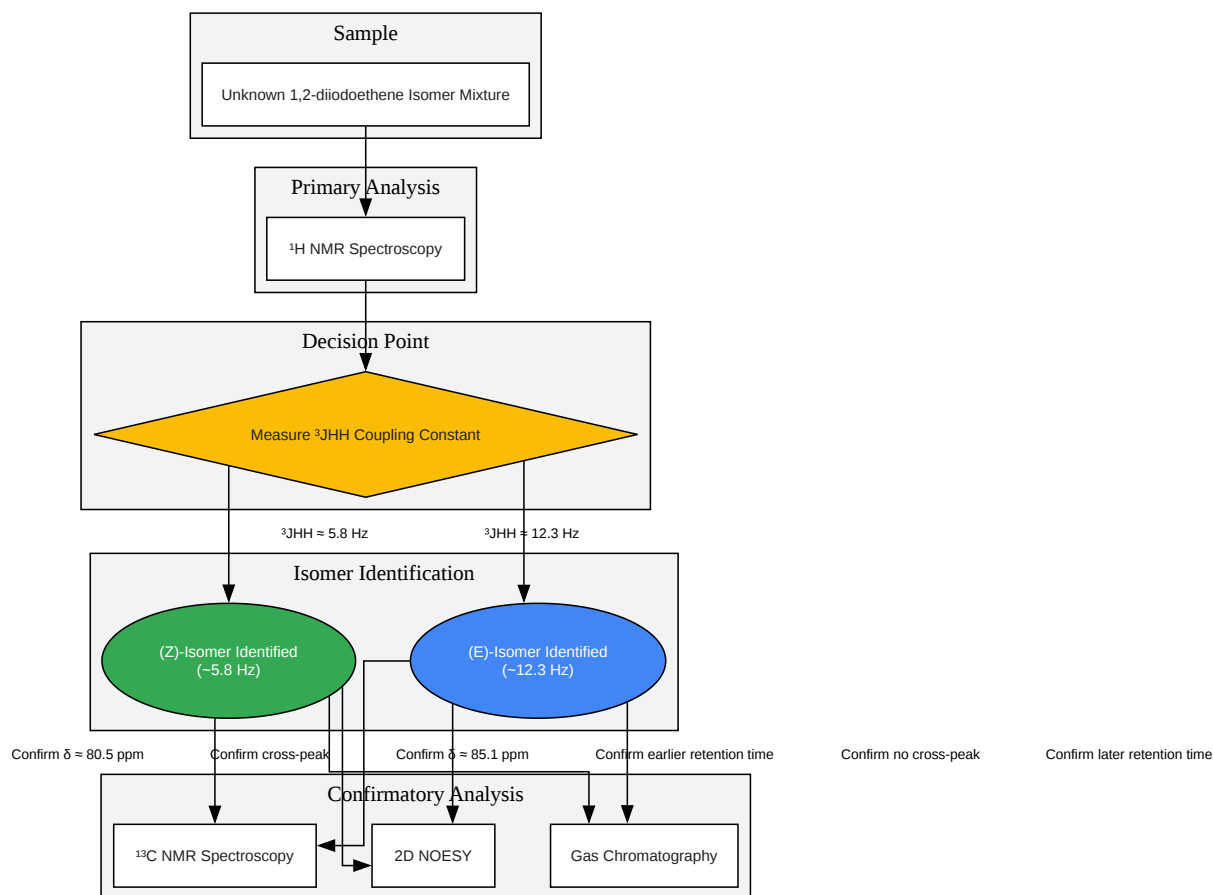 Sample
Unknown 1,2-diiodoethene Isomer Mixture
Primary Analysis
¹H NMR Spectroscopy
Decision Point
Measure ³JHH Coupling Constant
³JHH ≈ 5.8 Hz
³JHH ≈ 12.3 Hz
Isomer Identification
(Z)-Isomer Identified
(~5.8 Hz)
(E)-Isomer Identified
(~12.3 Hz)
Confirm δ ≈ 80.5 ppm
Confirm cross-peak
Confirm δ ≈ 85.1 ppm
Confirm earlier retention time
Confirm no cross-peak
Confirm later retention time
Confirmatory Analysis
¹³C NMR Spectroscopy
2D NOESY
Gas Chromatography